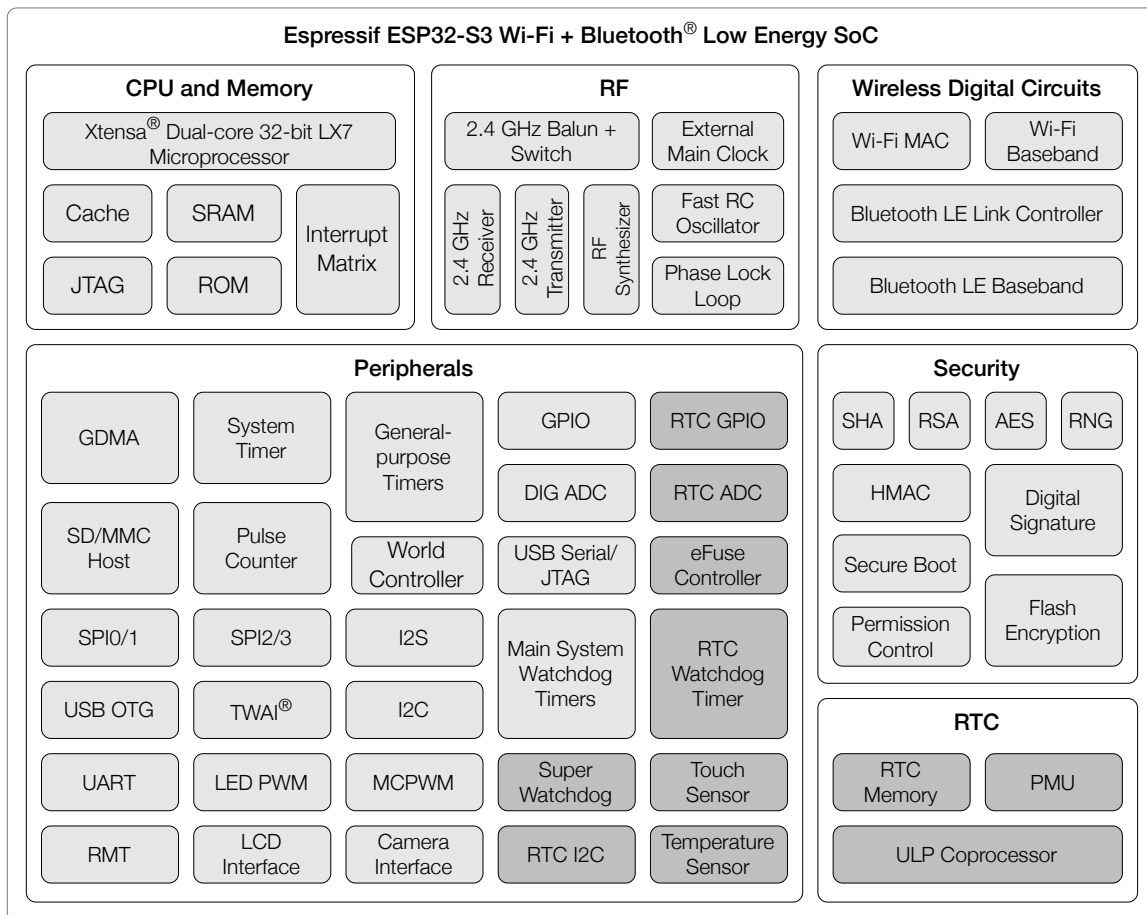 Espressif ESP32-S3 Wi-Fi + Bluetooth® Low Energy SoC
CPU and Memory
Xtensa® Dual-core 32-bit LX7
Microprocessor
Cache
SRAM
Interrupt
Matrix
JTAG
ROM
RF
2.4 GHz Balun +
Switch
External
Main Clock
2.4 GHz
Receiver
2.4 GHz
Transmitter
RF
Synthesizer
Fast RC
Oscillator
Phase Lock
Loop
Wireless Digital Circuits
Wi-Fi MAC
Wi-Fi
Baseband
Bluetooth LE Link Controller
Bluetooth LE Baseband
Peripherals
GDMA
System
Timer
General-
purpose
Timers
GPIO
RTC GPIO
DIG ADC
RTC ADC
SD/MMC
Host
Pulse
Counter
World
Controller
USB Serial/
JTAG
eFuse
Controller
SPI0/1
SPI2/3
I2S
Main System
Watchdog
Timers
RTC
Watchdog
Timer
USB OTG
TWAI®
I2C
UART
LED PWM
MCPWM
Super
Watchdog
Touch
Sensor
RMT
LCD
Interface
Camera
Interface
RTC I2C
Temperature
Sensor
Security
SHA
RSA
AES
RNG
HMAC
Digital
Signature
Secure Boot
Flash
Encryption
Permission
Control
RTC
RTC
Memory
PMU
ULP Coprocessor